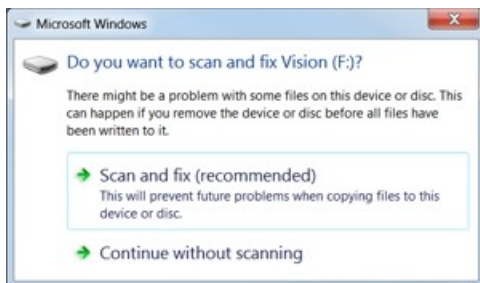 Microsoft Windows
Do you want to scan and fix Vision (F:)?
There might be a problem with some files on this device or disc. This
can happen if you remove the device or disc before all files have
been written to it.
Scan and fix (recommended)
This will prevent future problems when copying files to this
device or disc.
Continue without scanning